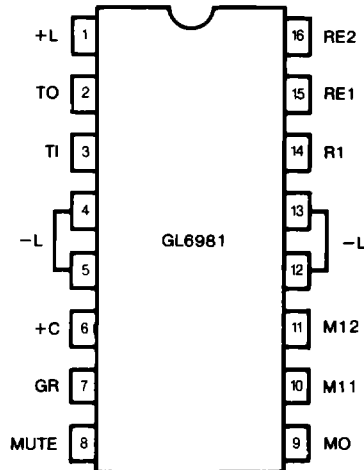 +L 1 16 RE2
TO 2 15 RE1
TI 3 14 R1
4 13
-L GL6981 -L
5 12
+C 6 11 M12
GR 7 10 M11
MUTE 8 9 MO